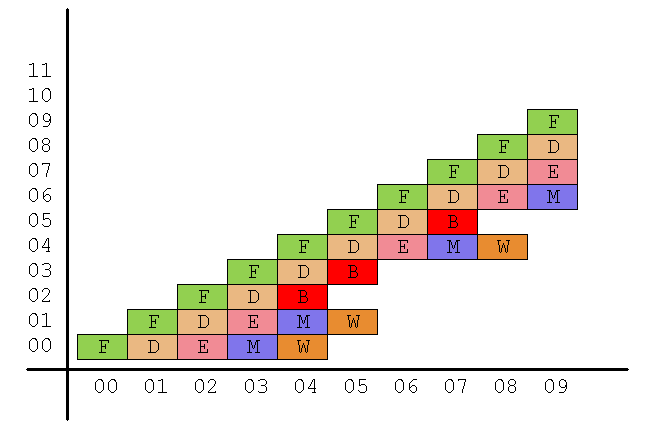 11
10
09 F
08 F D
07 F D E
06 F D E M
05 F D B
04 F D E M W
03 F D B
02 F D B
01 F D E M W
00 F D E M W
00 01 02 03 04 05 06 07 08 09